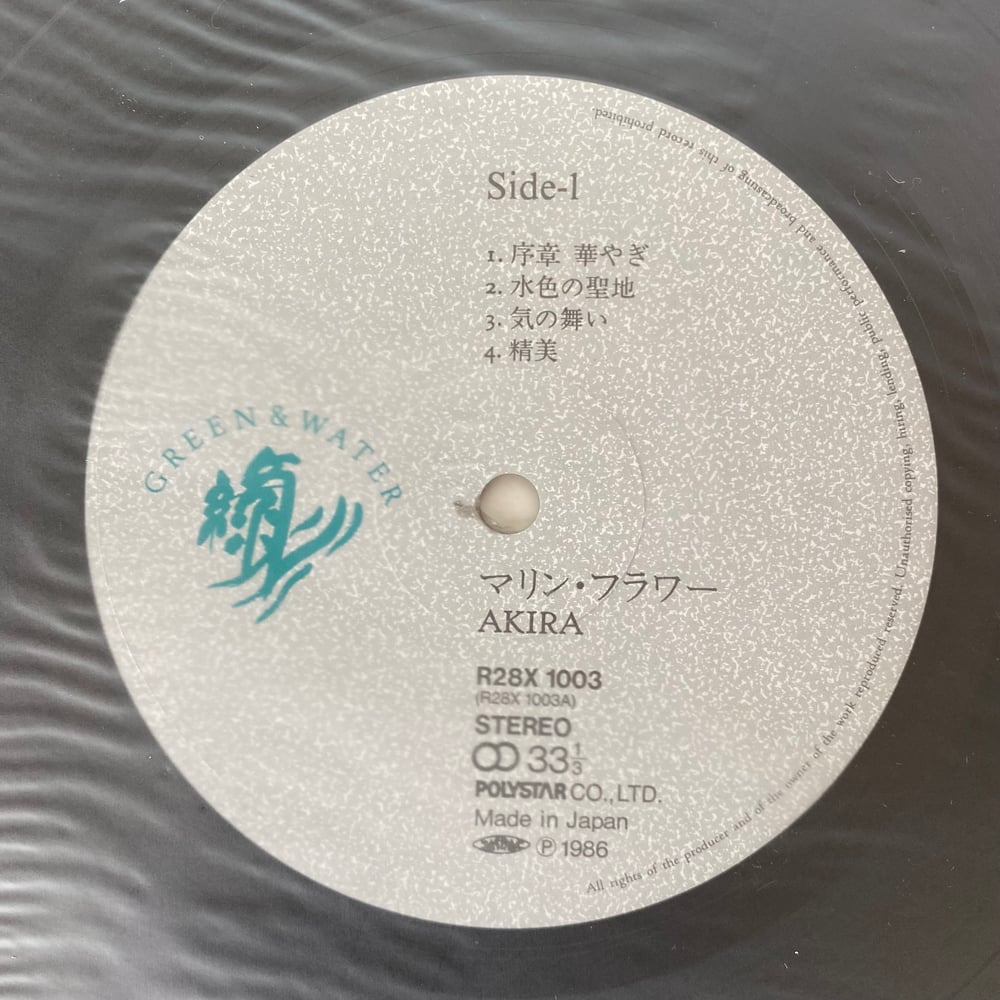 Side-1
1. 序章 華やぎ
2. 水色の聖地
3. 気の舞い
4. 精美
GREEN & WATER
マリン・フラワー
AKIRA
R28X 1003
(R28X 1003A)
STEREO
33 1/3
POLYSTAR CO., LTD.
Made in Japan
Ⓟ 1986
All rights of the producer and of the owner of the work reproduced reserved Unauthorised copying, hiring, lending, public performance and broadcasting of this record prohibited.